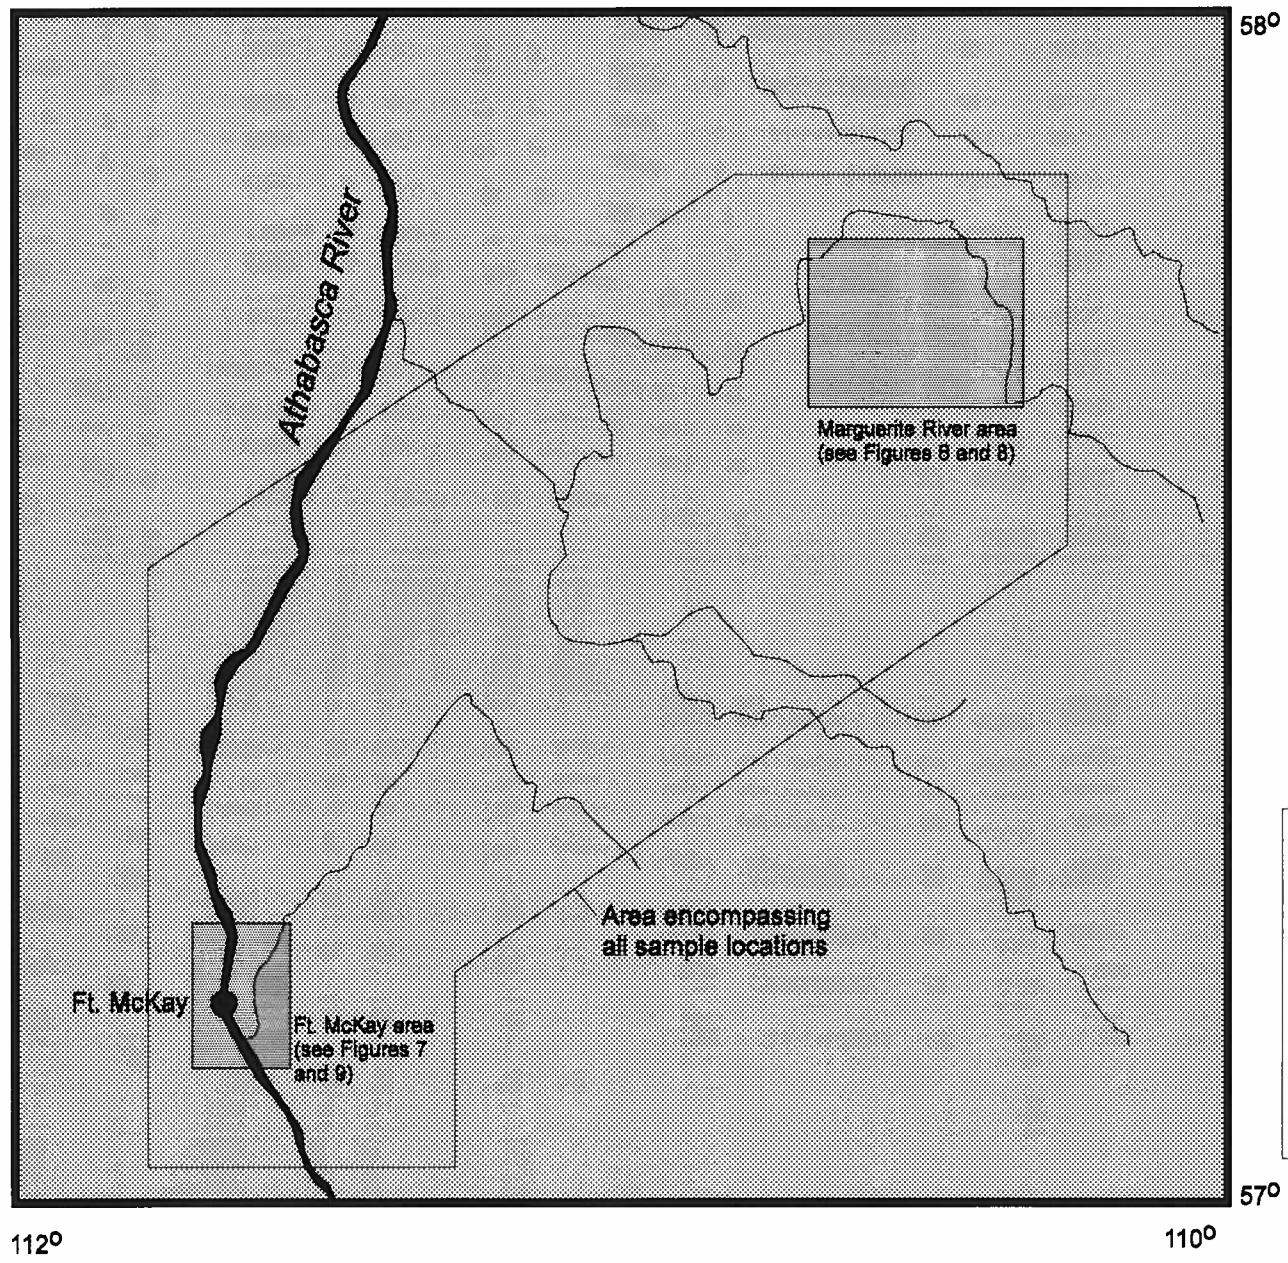 58°
Athabasca River
Marguerite River area
(see Figures 6 and 8)
Area encompassing
all sample locations
Ft. McKay
Ft. McKay area
(see Figures 7
and 9)
57°
112°
110°